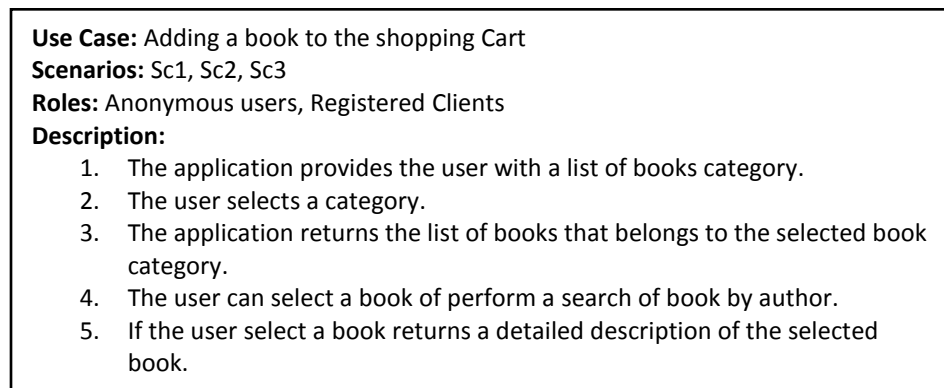 Use Case: Adding a book to the shopping Cart
Scenarios: Sc1, Sc2, Sc3
Roles: Anonymous users, Registered Clients
Description:
1. The application provides the user with a list of books category.
2. The user selects a category.
3. The application returns the list of books that belongs to the selected book
category.
4. The user can select a book of perform a search of book by author.
5. If the user select a book returns a detailed description of the selected
book.